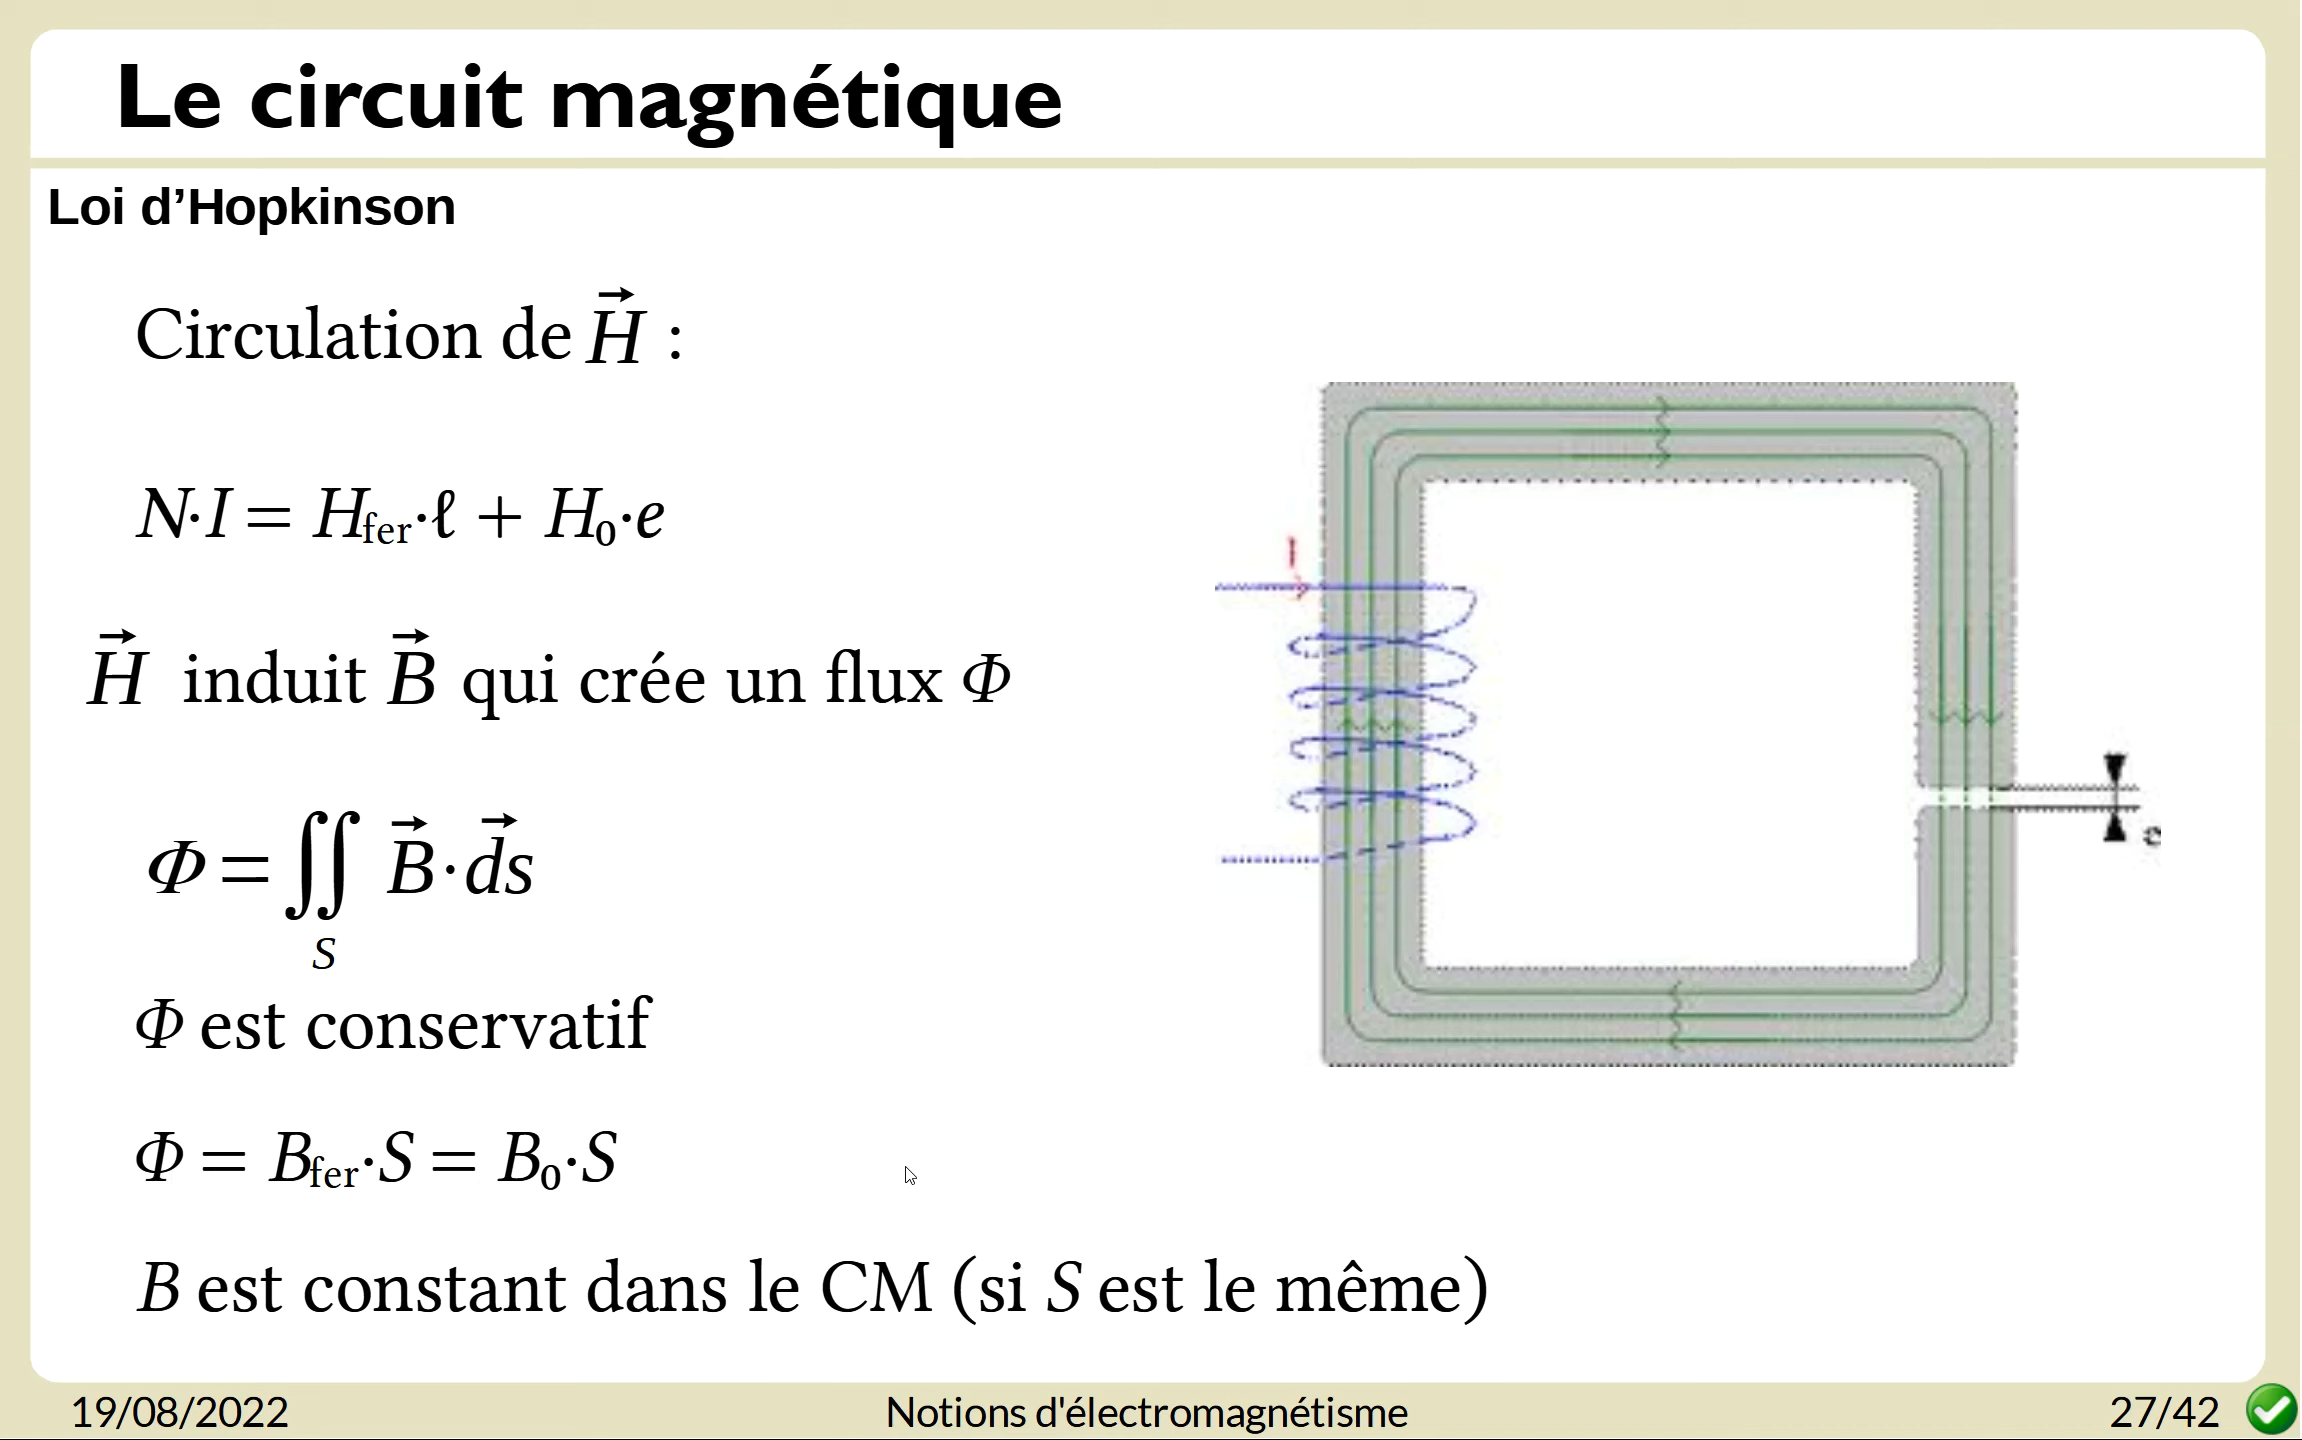 Le circuit magnétique
Loi d’Hopkinson
Circulation de H⃗ :
N·I = H_fer·ℓ + H₀·e
H⃗ induit B⃗ qui crée un flux Φ
Φ = ∬_S B⃗·d⃗s
Φ est conservatif
Φ = B_fer·S = B₀·S
B est constant dans le CM (si S est le même)
I
e
19/08/2022
Notions d'électromagnétisme
27/42